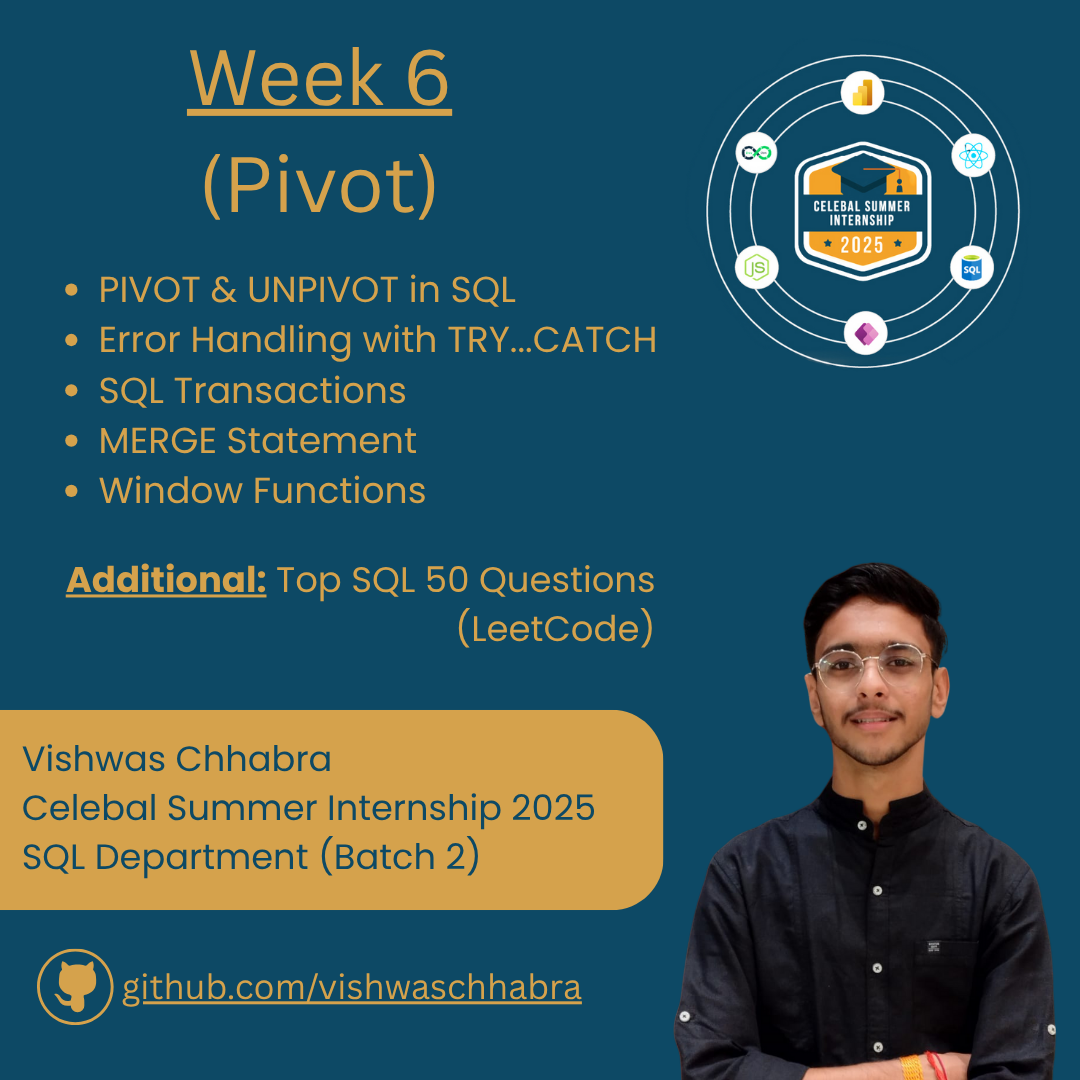 Week 6
(Pivot)
CELEBAL SUMMER
INTERNSHIP
2025
JS
SQL
PIVOT & UNPIVOT in SQL
Error Handling with TRY...CATCH
SQL Transactions
MERGE Statement
Window Functions
Additional: Top SQL 50 Questions
(LeetCode)
Vishwas Chhabra
Celebal Summer Internship 2025
SQL Department (Batch 2)
github.com/vishwaschhabra